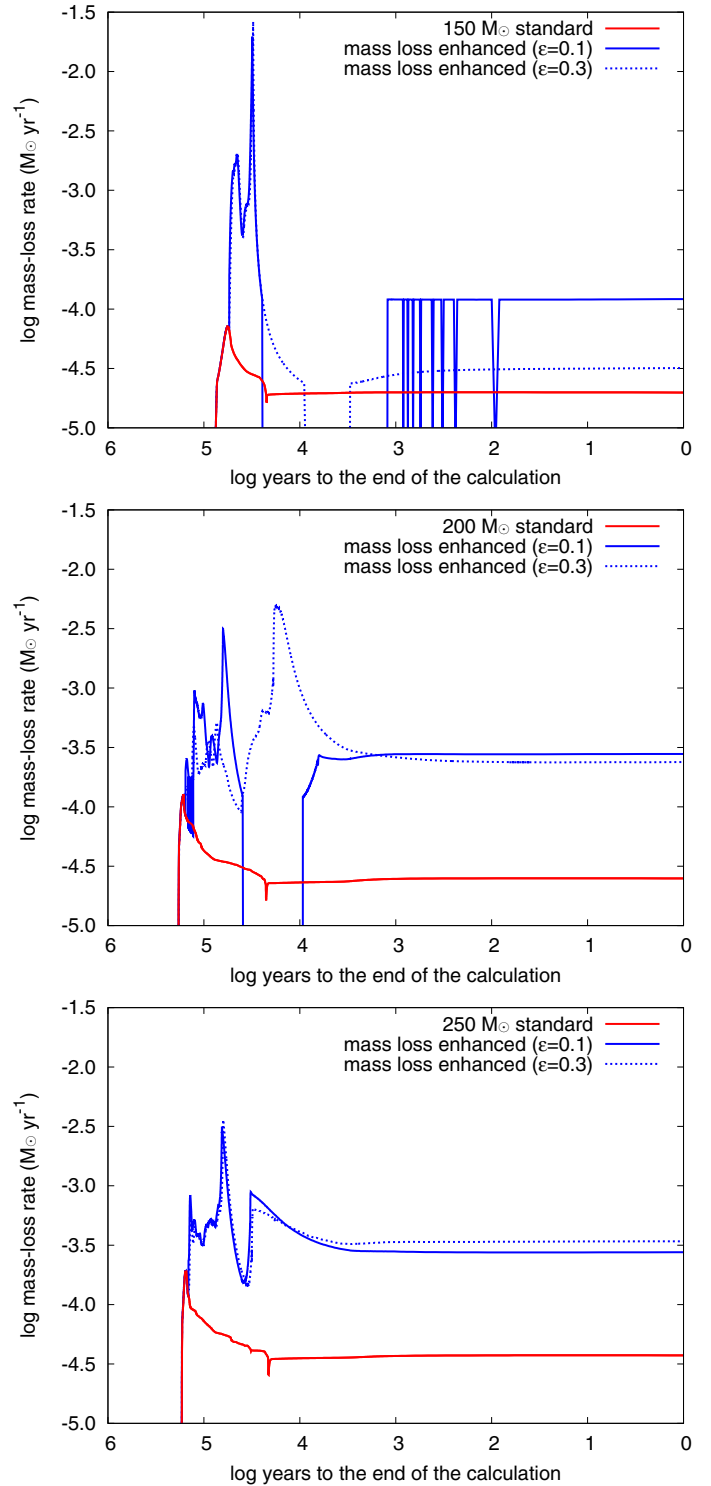 150 M☉ standard
mass loss enhanced (ε=0.1)
mass loss enhanced (ε=0.3)
log mass-loss rate (M☉ yr⁻¹)
-1.5
-2.0
-2.5
-3.0
-3.5
-4.0
-4.5
-5.0
6 5 4 3 2 1 0
log years to the end of the calculation
200 M☉ standard
mass loss enhanced (ε=0.1)
mass loss enhanced (ε=0.3)
log mass-loss rate (M☉ yr⁻¹)
-1.5
-2.0
-2.5
-3.0
-3.5
-4.0
-4.5
-5.0
6 5 4 3 2 1 0
log years to the end of the calculation
250 M☉ standard
mass loss enhanced (ε=0.1)
mass loss enhanced (ε=0.3)
log mass-loss rate (M☉ yr⁻¹)
-1.5
-2.0
-2.5
-3.0
-3.5
-4.0
-4.5
-5.0
6 5 4 3 2 1 0
log years to the end of the calculation